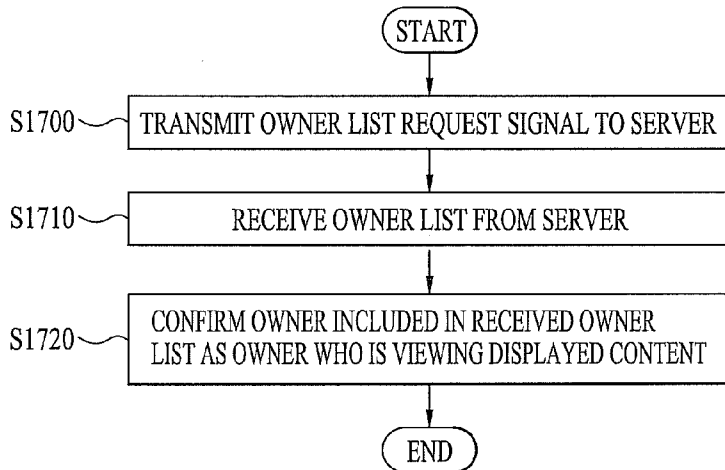 START
S1700
TRANSMIT OWNER LIST REQUEST SIGNAL TO SERVER
S1710
RECEIVE OWNER LIST FROM SERVER
S1720
CONFIRM OWNER INCLUDED IN RECEIVED OWNER
LIST AS OWNER WHO IS VIEWING DISPLAYED CONTENT
END